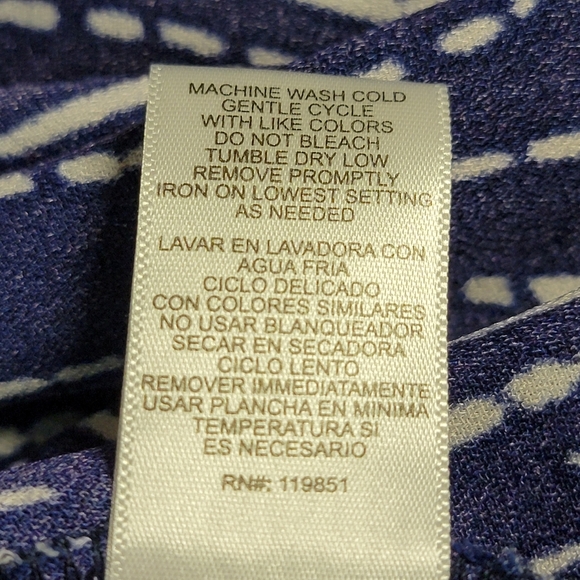 MACHINE WASH COLD
GENTLE CYCLE
WITH LIKE COLORS
DO NOT BLEACH
TUMBLE DRY LOW
REMOVE PROMPTLY
IRON ON LOWEST SETTING
AS NEEDED
LAVAR EN LAVADORA CON
AGUA FRIA
CICLO DELICADO
CON COLORES SIMILARES
NO USAR BLANQUEADOR
SECAR EN SECADORA
CICLO LENTO
REMOVER IMMEDIATAMENTE
USAR PLANCHA EN MINIMA
TEMPERATURA SI
ES NECESARIO
RN#: 119851